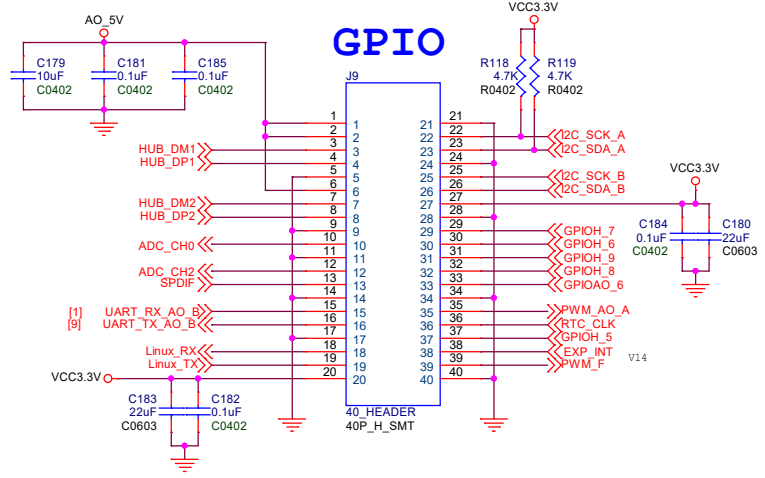 GPIO
AO_5V
C179
10uF
C0402
C181
0.1uF
C0402
C185
0.1uF
C0402
VCC3.3V
R118
4.7K
R0402
R119
4.7K
R0402
J9
1 1 21 21
2 2 22 22 I2C_SCK_A
HUB_DM1 3 3 23 23 I2C_SDA_A
HUB_DP1 4 4 24 24
5 5 25 25 I2C_SCK_B
6 6 26 26 I2C_SDA_B
HUB_DM2 7 7 27 27
HUB_DP2 8 8 28 28
9 9 29 29 GPIOH_7
ADC_CH0 10 10 30 30 GPIOH_6
11 11 31 31 GPIOH_9
ADC_CH2 12 12 32 32 GPIOH_8
SPDIF 13 13 33 33 GPIOAO_6
14 14 34 34
[1] UART_RX_AO_B 15 15 35 35 PWM_AO_A
[9] UART_TX_AO_B 16 16 36 36 RTC_CLK
17 17 37 37 GPIOH_5
Linux_RX 18 18 38 38 EXP_INT V14
Linux_TX 19 19 39 39 PWM_F
VCC3.3V 20 20 40 40
VCC3.3V
C184
0.1uF
C0402
C180
22uF
C0603
C183
22uF
C0603
C182
0.1uF
C0402
40_HEADER
40P_H_SMT